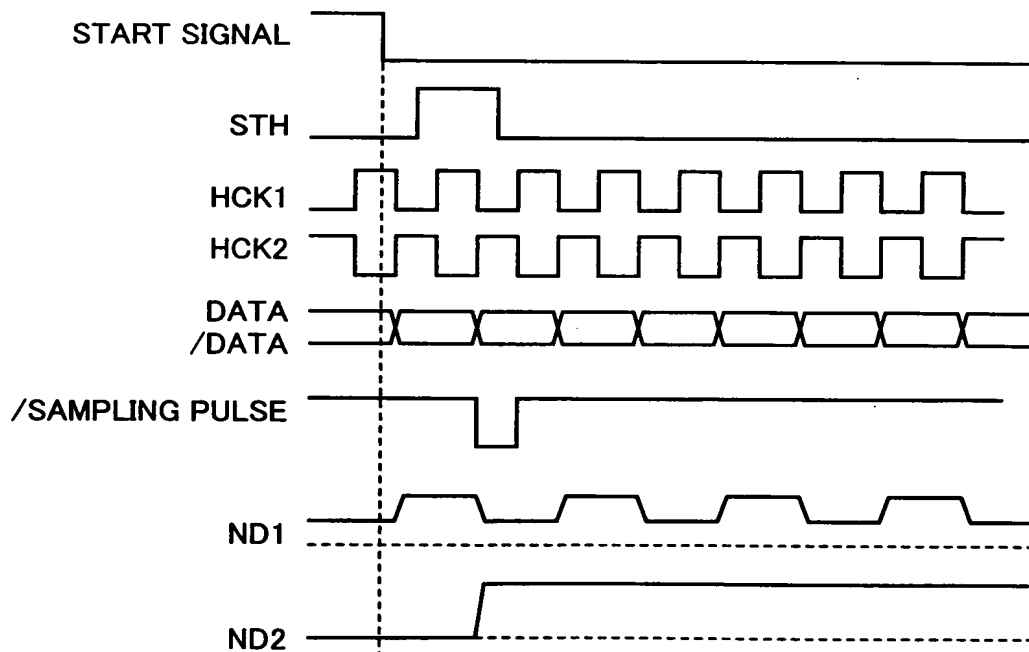 START SIGNAL
STH
HCK1
HCK2
DATA
/DATA
/SAMPLING PULSE
ND1
ND2